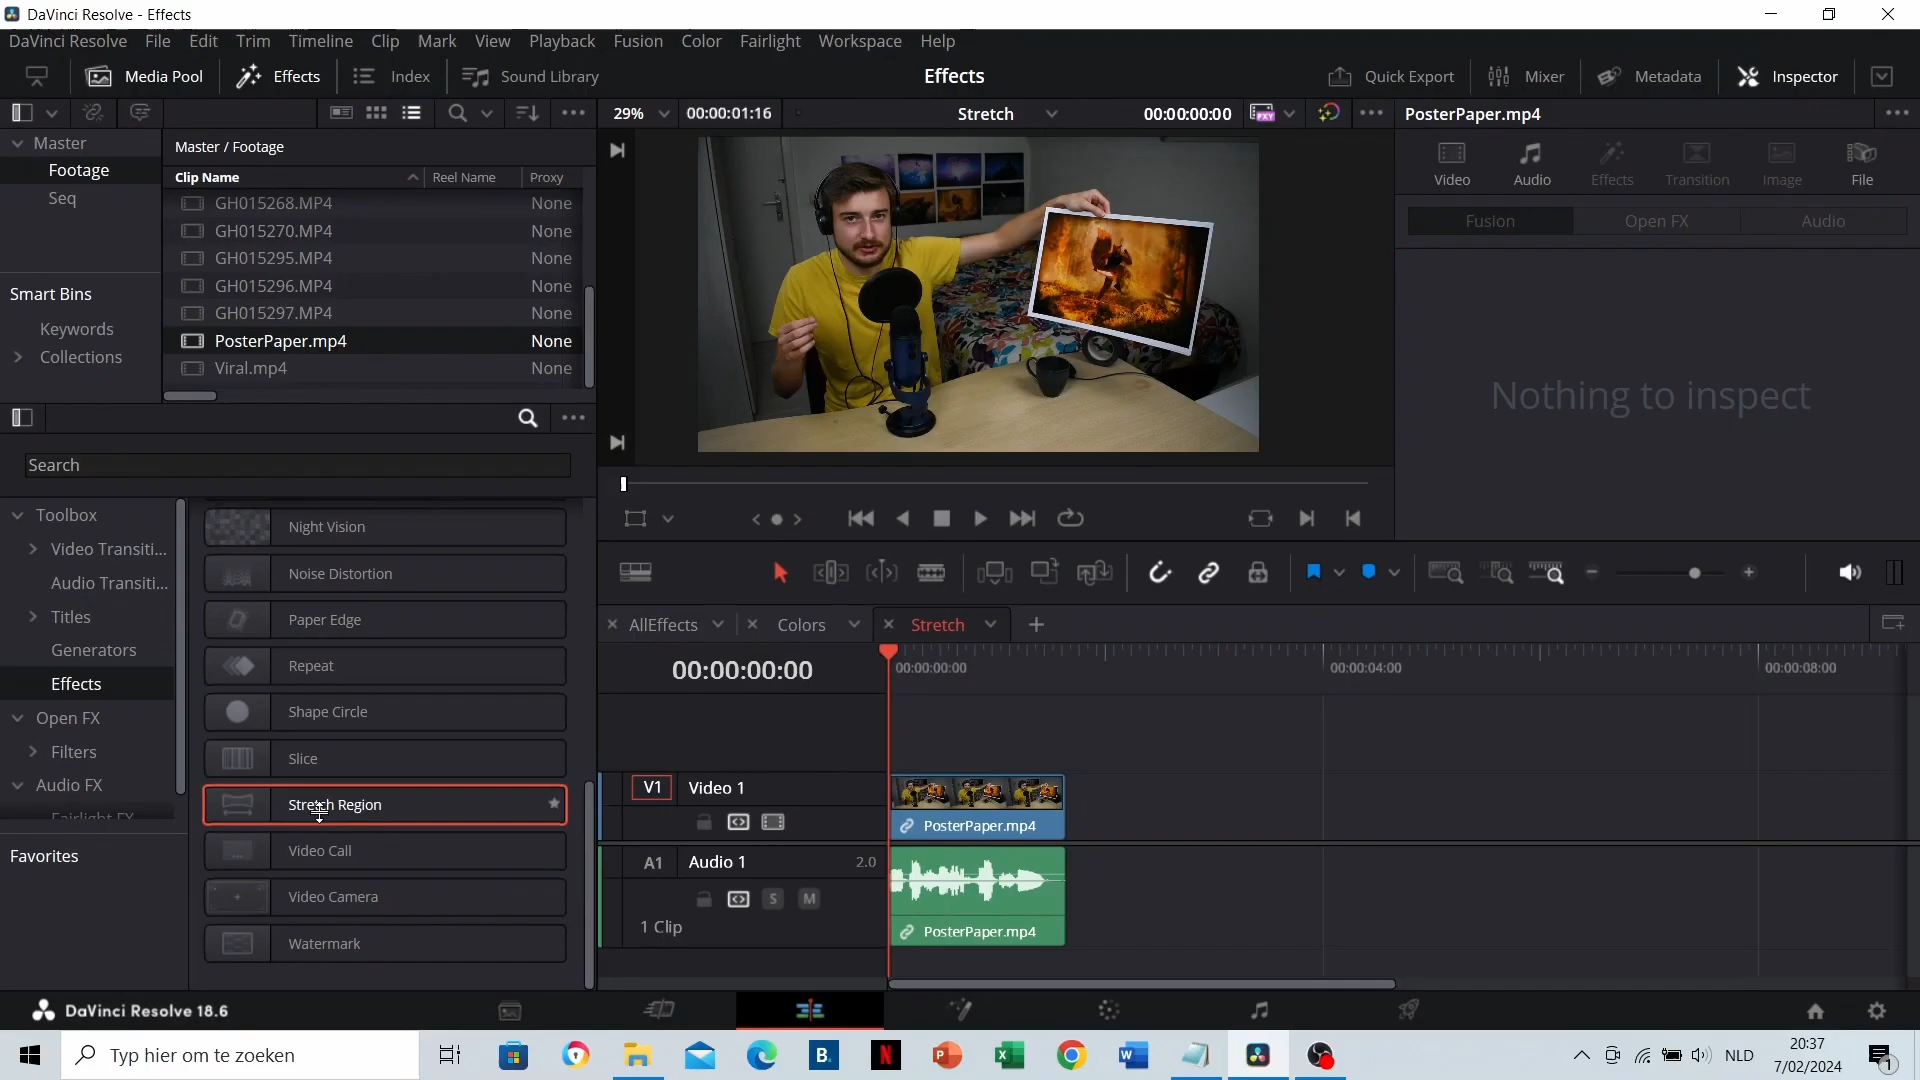 DaVinci Resolve - Effects
DaVinci Resolve File Edit Trim Timeline Clip Mark View Playback Fusion Color Fairlight Workspace Help
Media Pool Effects Index Sound Library Effects Quick Export Mixer Metadata Inspector
29% 00:00:01:16 Stretch 00:00:00:00 PXY PosterPaper.mp4
Master
Footage
Seq
Smart Bins
Keywords
Collections
Master / Footage
Clip Name Reel Name Proxy
GH015268.MP4 None
GH015270.MP4 None
GH015295.MP4 None
GH015296.MP4 None
GH015297.MP4 None
PosterPaper.mp4 None
Viral.mp4 None
Video Audio Effects Transition Image File
Fusion Open FX Audio
Nothing to inspect
Search
Toolbox
Video Transiti...
Audio Transiti...
Titles
Generators
Effects
Open FX
Filters
Audio FX
Fairlight FX
Favorites
Night Vision
Noise Distortion
Paper Edge
Repeat
Shape Circle
Slice
Stretch Region
Video Call
Video Camera
Watermark
AllEffects Colors Stretch
00:00:00:00 00:00:00:00 00:00:04:00 00:00:08:00
V1 Video 1
PosterPaper.mp4
A1 Audio 1 2.0
S M
1 Clip
PosterPaper.mp4
DaVinci Resolve 18.6
Typ hier om te zoeken
B.
N
NLD
20:37
7/02/2024
1